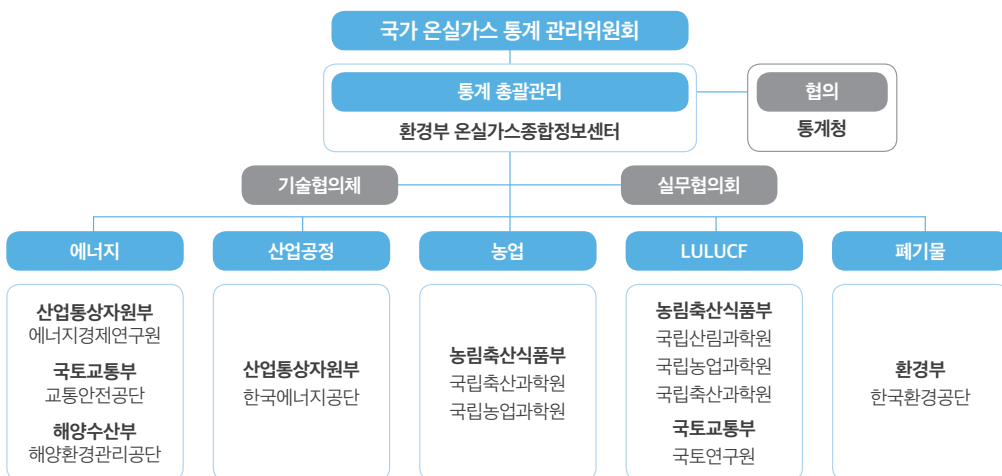 국가 온실가스 통계 관리위원회
통계 총괄관리
환경부 온실가스종합정보센터
협의
통계청
기술협의체
실무협의회
에너지
산업통상자원부
에너지경제연구원
국토교통부
교통안전공단
해양수산부
해양환경관리공단
산업공정
산업통상자원부
한국에너지공단
농업
농림축산식품부
국립축산과학원
국립농업과학원
LULUCF
농림축산식품부
국립산림과학원
국립농업과학원
국립축산과학원
국토교통부
국토연구원
폐기물
환경부
한국환경공단